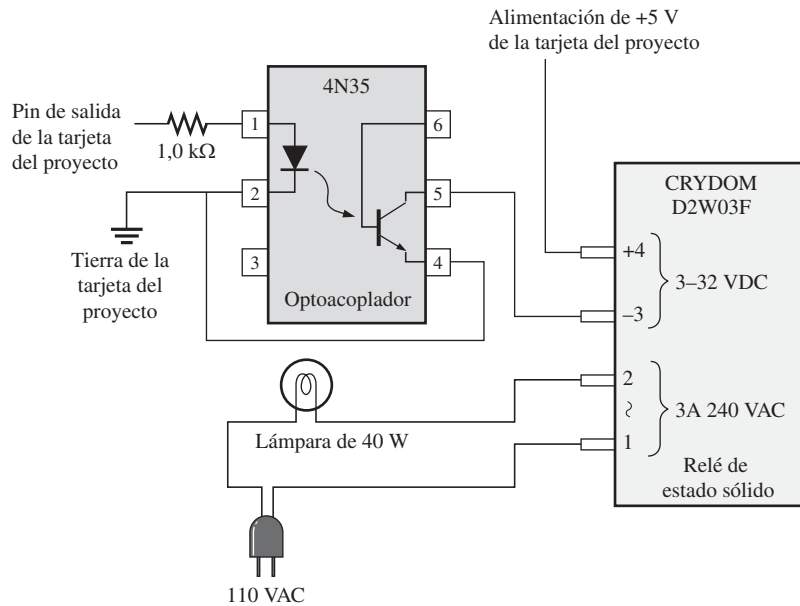 Alimentación de +5 V
de la tarjeta del proyecto
4N35
Pin de salida
de la tarjeta
del proyecto
1,0 kΩ
1
6
2
5
3
4
Tierra de la
tarjeta del
proyecto
Optoacoplador
CRYDOM
D2W03F
+4
3–32 VDC
–3
2
~
3A 240 VAC
1
Relé de
estado sólido
Lámpara de 40 W
110 VAC